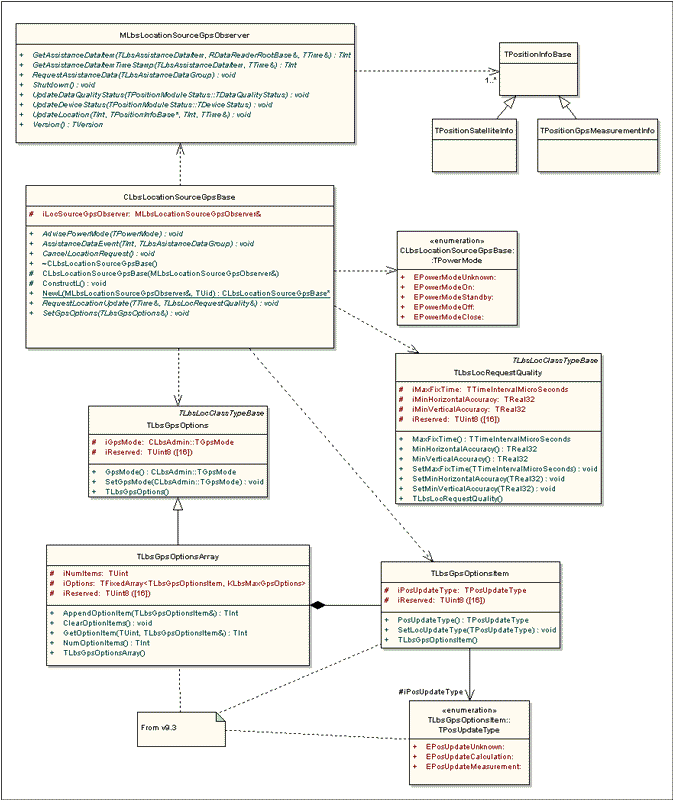 MLbsLocationSourceGpsObserver
+ GetAssistanceDataItem(TLbsAssistanceDataItem, RDataReaderRootBase&, TTime&) : TInt
+ GetAssistanceDataItemTimeStamp(TLbsAssistanceDataItem, TTime&) : TInt
+ RequestAssistanceData(TLbsAsistanceDataGroup) : void
+ Shutdown() : void
+ UpdateDataQualityStatus(TPositionModuleStatus::TDataQualityStatus) : void
+ UpdateDeviceStatus(TPositionModuleStatus::TDeviceStatus) : void
+ UpdateLocation(TInt, TPositionInfoBase*, TInt, TTime&) : void
+ Version() : TVersion
TPositionInfoBase
1..*
TPositionSatelliteInfo
TPositionGpsMeasurementInfo
CLbsLocationSourceGpsBase
# iLocSourceGpsObserver: MLbsLocationSourceGpsObserver&
+ AdvisePowerMode(TPowerMode) : void
+ AssistanceDataEvent(TInt, TLbsAsistanceDataGroup) : void
+ CancelLocationRequest() : void
+ ~CLbsLocationSourceGpsBase()
# CLbsLocationSourceGpsBase(MLbsLocationSourceGpsObserver&)
# ConstructL() : void
+ NewL(MLbsLocationSourceGpsObserver&, TUid) : CLbsLocationSourceGpsBase*
+ RequestLocationUpdate(TTime&, TLbsLocRequestQuality&) : void
+ SetGpsOptions(TLbsGpsOptions&) : void
«enumeration»
CLbsLocationSourceGpsBase:
:TPowerMode
+ EPowerModeUnknown:
+ EPowerModeOn:
+ EPowerModeStandby:
+ EPowerModeOff:
+ EPowerModeClose:
TLbsLocClassTypeBase
TLbsLocRequestQuality
# iMaxFixTime: TTimeIntervalMicroSeconds
# iMinHorizontalAccuracy: TReal32
# iMinVerticalAccuracy: TReal32
# iReserved: TUint8 ([16])
+ MaxFixTime() : TTimeIntervalMicroSeconds
+ MinHorizontalAccuracy() : TReal32
+ MinVerticalAccuracy() : TReal32
+ SetMaxFixTime(TTimeIntervalMicroSeconds) : void
+ SetMinHorizontalAccuracy(TReal32) : void
+ SetMinVerticalAccuracy(TReal32) : void
+ TLbsLocRequestQuality()
TLbsLocClassTypeBase
TLbsGpsOptions
# iGpsMode: CLbsAdmin::TGpsMode
# iReserved: TUint8 ([16])
+ GpsMode() : CLbsAdmin::TGpsMode
+ SetGpsMode(CLbsAdmin::TGpsMode) : void
+ TLbsGpsOptions()
TLbsGpsOptionsArray
# iNumItems: TUint
# iOptions: TFixedArray<TLbsGpsOptionsItem, KLbsMaxGpsOptions>
# iReserved: TUint8 ([16])
+ AppendOptionItem(TLbsGpsOptionsItem&) : TInt
+ ClearOptionItems() : void
+ GetOptionItem(TUint, TLbsGpsOptionsItem&) : TInt
+ NumOptionItems() : TInt
+ TLbsGpsOptionsArray()
TLbsGpsOptionsItem
# iPosUpdateType: TPosUpdateType
# iReserved: TUint8 ([16])
+ PosUpdateType() : TPosUpdateType
+ SetLocUpdateType(TPosUpdateType) : void
+ TLbsGpsOptionsItem()
#iPosUpdateType
From v9.3
«enumeration»
TLbsGpsOptionsItem::
TPosUpdateType
+ EPosUpdateUnknown:
+ EPosUpdateCalculation:
+ EPosUpdateMeasurement: